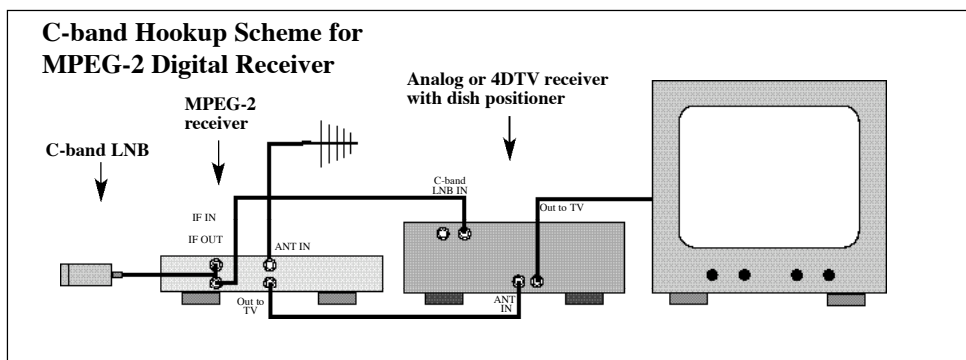 C-band Hookup Scheme for
MPEG-2 Digital Receiver
Analog or 4DTV receiver
with dish positioner
MPEG-2
receiver
C-band LNB
C-band
LNB IN
Out to TV
IF IN
IF OUT
ANT IN
Out to
TV
ANT
IN